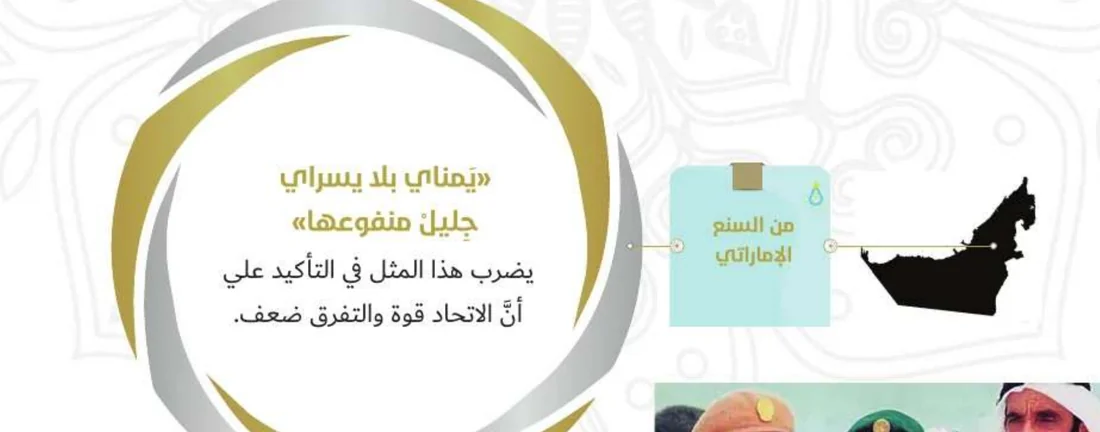 من السنع
الإماراتي
«يَمناي بلا يسراي
جِليلْ منفوعها»
يضرب هذا المثل في التأكيد علي
أنَّ الاتحاد قوة والتفرق ضعف.